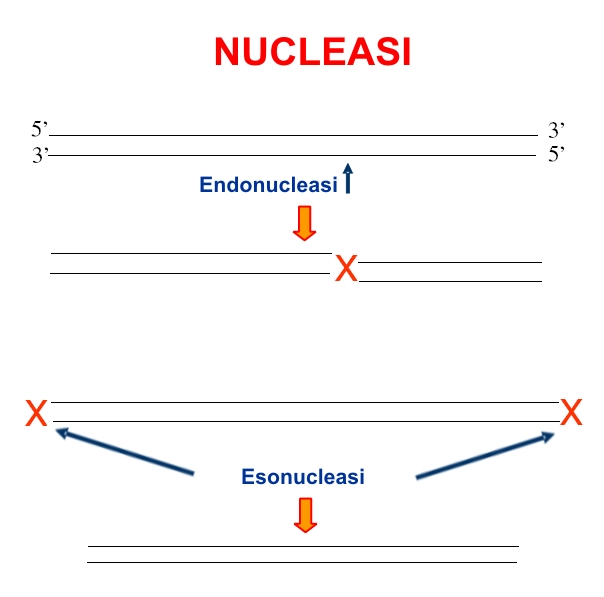 NUCLEASI
5’ 3’
3’ 5’
Endonucleasi
X
X X
Esonucleasi